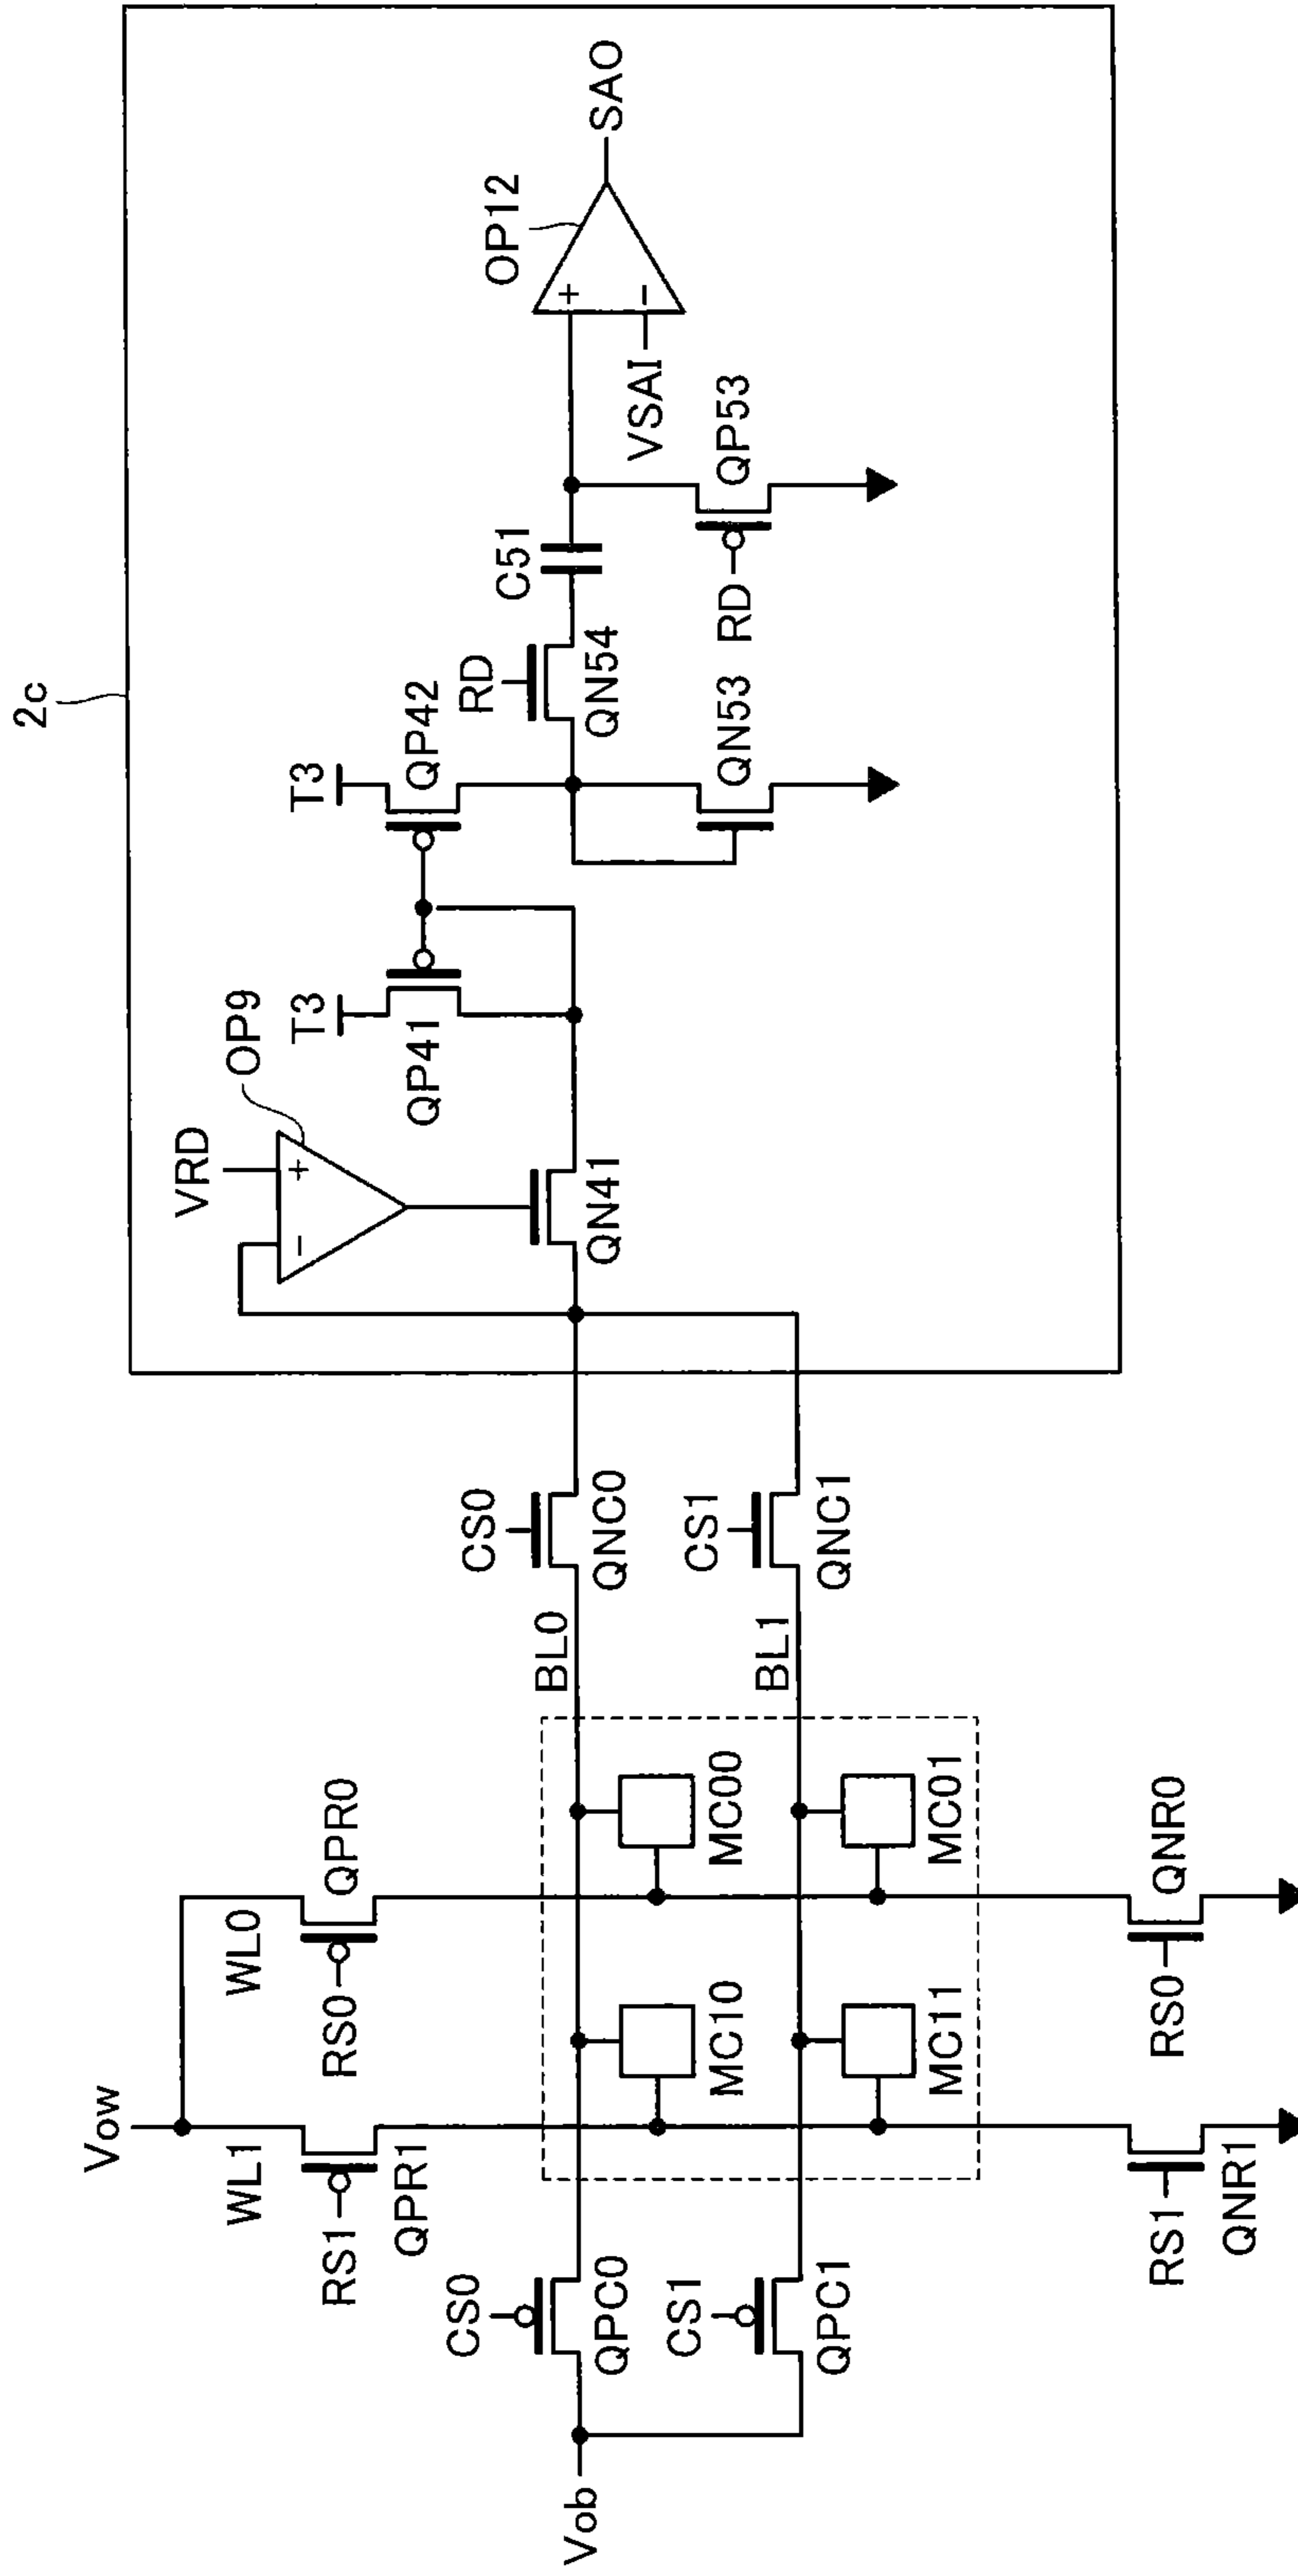 2c
Vow
WL1
WL0
RS1
QPR1
RS0
QPR0
Vob
CS0
QPC0
CS1
QPC1
MC10
MC00
MC11
MC01
BL0
BL1
CS0
QNC0
CS1
QNC1
RS1
QNR1
RS0
QNR0
VRD
OP9
-
+
QN41
T3
QP41
T3
QP42
RD
QN54
C51
QN53
RD
QP53
OP12
+
-
VSAI
SAO